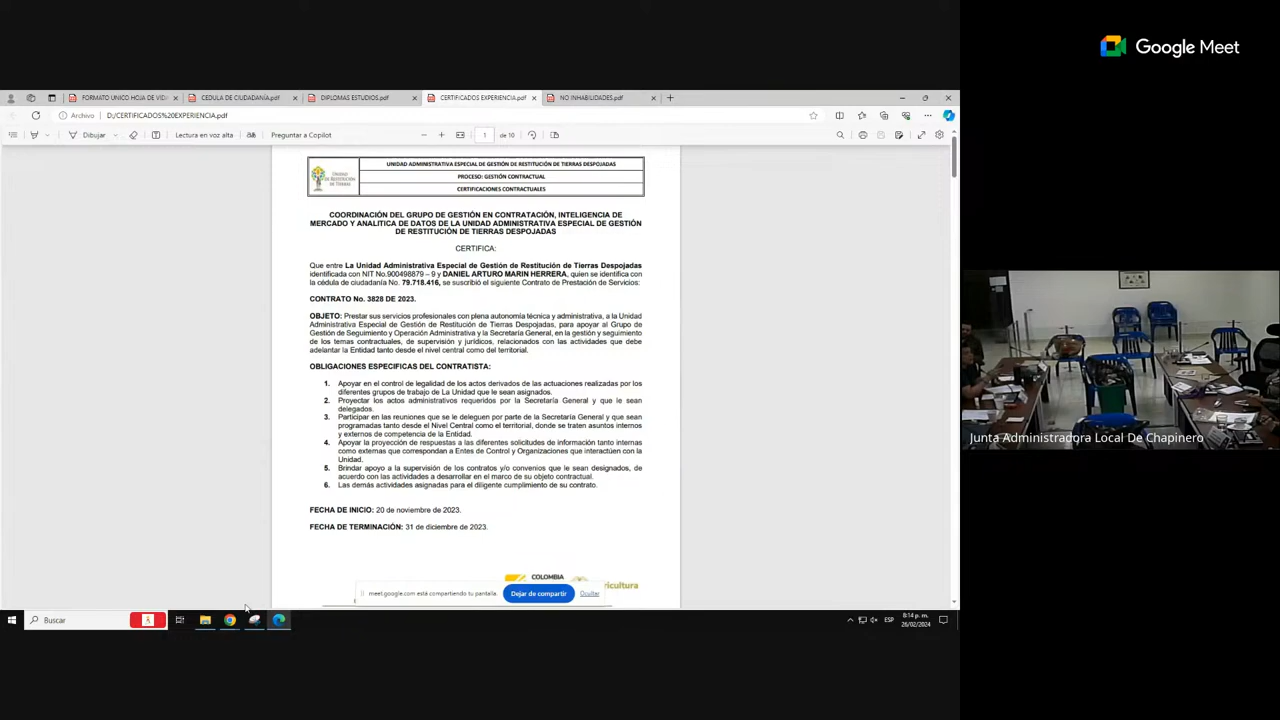 Google Meet
FORMATO UNICO HOJA DE VID
CEDULA DE CIUDADANÍA.pdf
DIPLOMAS ESTUDIOS.pdf
CERTIFICADOS EXPERIENCIA.pdf
NO INHABILIDADES.pdf
Archivo D:/CERTIFICADOS%20EXPERIENCIA.pdf
Dibujar
Lectura en voz alta
Preguntar a Copilot
1 de 10
UNIDAD DE RESTITUCIÓN DE TIERRAS
UNIDAD ADMINISTRATIVA ESPECIAL DE GESTIÓN DE RESTITUCIÓN DE TIERRAS DESPOJADAS
PROCESO: GESTIÓN CONTRACTUAL
CERTIFICACIONES CONTRACTUALES
COORDINACIÓN DEL GRUPO DE GESTIÓN EN CONTRATACIÓN, INTELIGENCIA DE
MERCADO Y ANALITICA DE DATOS DE LA UNIDAD ADMINISTRATIVA ESPECIAL DE GESTIÓN
DE RESTITUCIÓN DE TIERRAS DESPOJADAS
CERTIFICA:
Que entre La Unidad Administrativa Especial de Gestión de Restitución de Tierras Despojadas
identificada con NIT No.900498879 – 9 y DANIEL ARTURO MARIN HERRERA, quien se identifica con
la cédula de ciudadanía No. 79.718.416, se suscribió el siguiente Contrato de Prestación de Servicios:
CONTRATO No. 3828 DE 2023.
OBJETO: Prestar sus servicios profesionales con plena autonomía técnica y administrativa, a la Unidad
Administrativa Especial de Gestión de Restitución de Tierras Despojadas, para apoyar al Grupo de
Gestión de Seguimiento y Operación Administrativa y la Secretaría General, en la gestión y seguimiento
de los temas contractuales, de supervisión y jurídicos, relacionados con las actividades que debe
adelantar la Entidad tanto desde el nivel central como del territorial.
OBLIGACIONES ESPECIFICAS DEL CONTRATISTA:
1. Apoyar en el control de legalidad de los actos derivados de las actuaciones realizadas por los
diferentes grupos de trabajo de La Unidad que le sean asignados.
2. Proyectar los actos administrativos requeridos por la Secretaría General y que le sean
delegados.
3. Participar en las reuniones que se le deleguen por parte de la Secretaría General y que sean
programadas tanto desde el Nivel Central como el territorial, donde se traten asuntos internos
y externos de competencia de la Entidad.
4. Apoyar la proyección de respuestas a las diferentes solicitudes de información tanto internas
como externas que correspondan a Entes de Control y Organizaciones que interactúen con la
Unidad.
5. Brindar apoyo a la supervisión de los contratos y/o convenios que le sean designados, de
acuerdo con las actividades a desarrollar en el marco de su objeto contractual.
6. Las demás actividades asignadas para el diligente cumplimiento de su contrato.
FECHA DE INICIO: 20 de noviembre de 2023.
FECHA DE TERMINACIÓN: 31 de diciembre de 2023.
COLOMBIA
ricultura
meet.google.com está compartiendo tu pantalla.
Dejar de compartir
Ocultar
Junta Administradora Local De Chapinero
Buscar
ESP
8:14 p. m.
26/02/2024